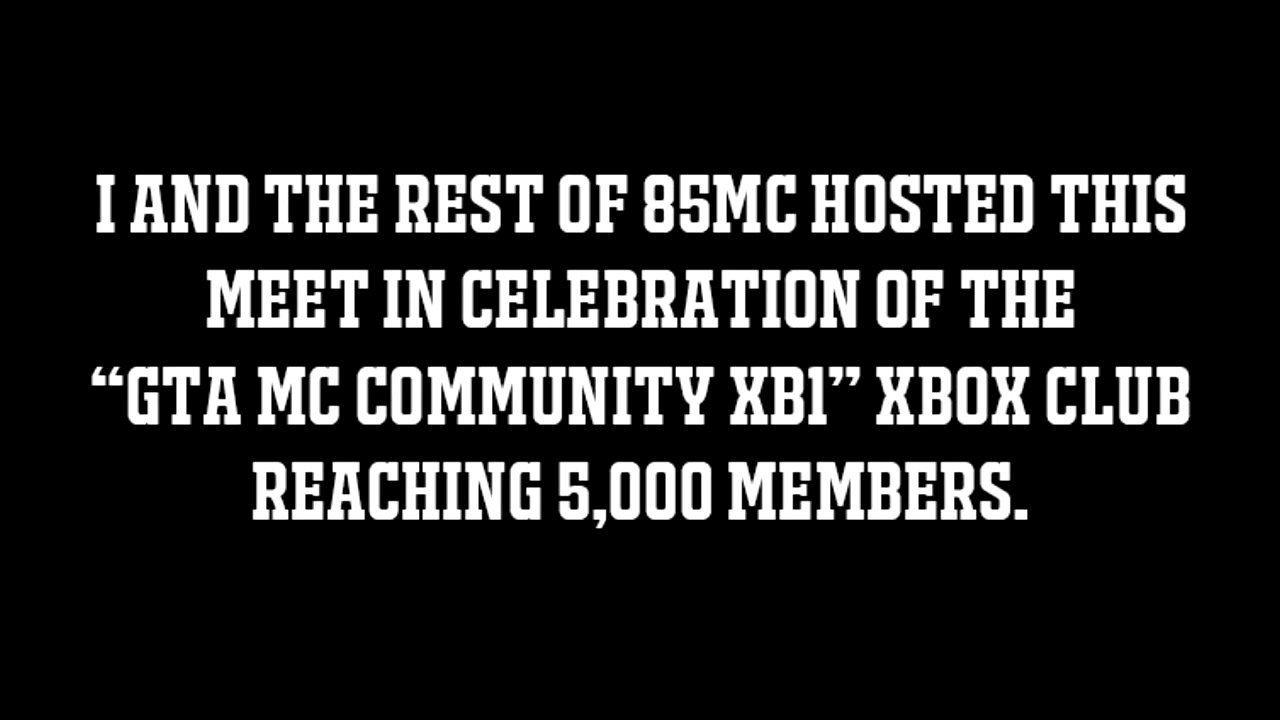 I AND THE REST OF 85MC HOSTED THIS
MEET IN CELEBRATION OF THE
“GTA MC COMMUNITY XB1” XBOX CLUB
REACHING 5,000 MEMBERS.